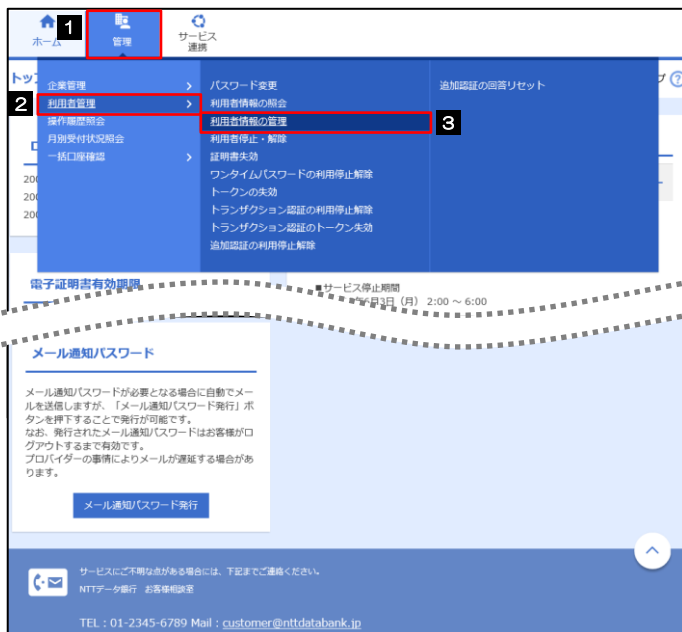 ホーム
1
管理
サービス
連携
トッ
プ
企業管理
2
利用者管理
操作履歴照会
月別受付状況照会
一括口座確認
パスワード変更
利用者情報の照会
利用者情報の管理
3
利用者停止・解除
証明書失効
ワンタイムパスワードの利用停止解除
トークンの失効
トランザクション認証の利用停止解除
トランザクション認証のトークン失効
追加認証の利用停止解除
追加認証の回答リセット
200
200
200
電子証明書有効期限
■サービス停止期間
6月3日（月） 2:00 ～ 6:00
メール通知パスワード
メール通知パスワードが必要となる場合に自動でメー
ルを送信しますが、「メール通知パスワード発行」ボ
タンを押下することで発行が可能です。
なお、発行されたメール通知パスワードはお客様がロ
グアウトするまで有効です。
プロバイダーの事情によりメールが遅延する場合があ
ります。
メール通知パスワード発行
サービスにご不明な点がある場合には、下記までご連絡ください。
NTTデータ銀行 お客様相談室
TEL : 01-2345-6789 Mail : customer@nttdatabank.jp